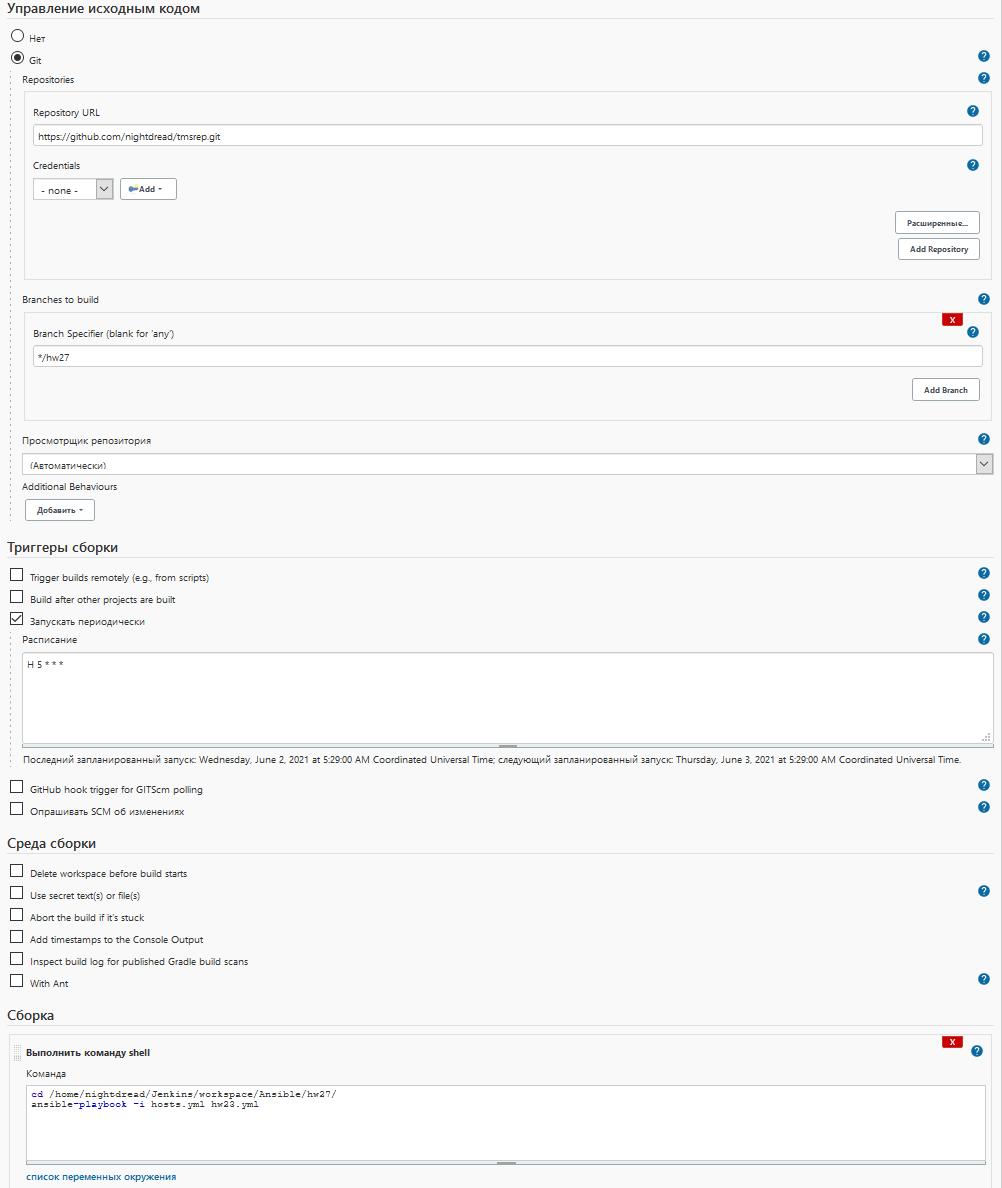 Управление исходным кодом
Нет
Git
Repositories
Repository URL
https://github.com/nightdread/tmsrep.git
Credentials
- none -
Add
Расширенные...
Add Repository
Branches to build
X
Branch Specifier (blank for 'any')
*/hw27
Add Branch
Просмотрщик репозитория
(Автоматически)
Additional Behaviours
Добавить
Триггеры сборки
Trigger builds remotely (e.g., from scripts)
Build after other projects are built
Запускать периодически
Расписание
H 5 * * *
Последний запланированный запуск: Wednesday, June 2, 2021 at 5:29:00 AM Coordinated Universal Time; следующий запланированный запуск: Thursday, June 3, 2021 at 5:29:00 AM Coordinated Universal Time.
GitHub hook trigger for GITScm polling
Опрашивать SCM об изменениях
Среда сборки
Delete workspace before build starts
Use secret text(s) or file(s)
Abort the build if it's stuck
Add timestamps to the Console Output
Inspect build log for published Gradle build scans
With Ant
Сборка
X
Выполнить команду shell
Команда
cd /home/nightdread/Jenkins/workspace/Ansible/hw27/
ansible-playbook -i hosts.yml hw23.yml
список переменных окружения